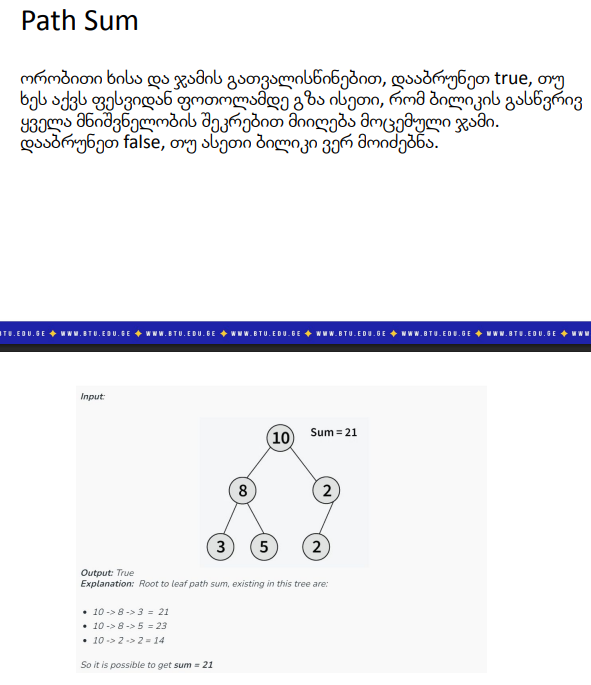 Path Sum
ორობითი ხისა და ჯამის გათვალისწინებით, დააბრუნეთ true, თუ
ხეს აქვს ფესვიდან ფოთოლამდე გზა ისეთი, რომ ბილიკის გასწვრივ
ყველა მნიშვნელობის შეკრებით მიიღება მოცემული ჯამი.
დააბრუნეთ false, თუ ასეთი ბილიკი ვერ მოიძებნა.
BTU.EDU.GE ✦ WWW.BTU.EDU.GE ✦ WWW.BTU.EDU.GE ✦ WWW.BTU.EDU.GE ✦ WWW.BTU.EDU.GE ✦ WWW.BTU.EDU.GE ✦ WWW.BTU.EDU.GE ✦ WWW
Input:
10 Sum = 21
8 2
3 5 2
Output: True
Explanation: Root to leaf path sum, existing in this tree are:
• 10 -> 8 -> 3 = 21
• 10 -> 8 -> 5 = 23
• 10 -> 2 -> 2 = 14
So it is possible to get sum = 21